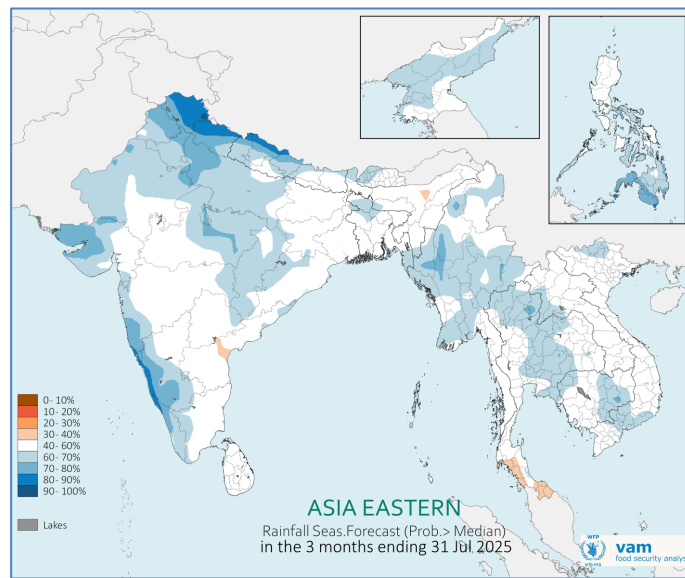 0- 10%
10- 20%
20- 30%
30- 40%
40- 60%
60- 70%
70- 80%
80- 90%
90- 100%
Lakes
ASIA EASTERN
Rainfall Seas.Forecast (Prob.> Median)
in the 3 months ending 31 Jul 2025
WFP
wfp.org
vam
food security analys